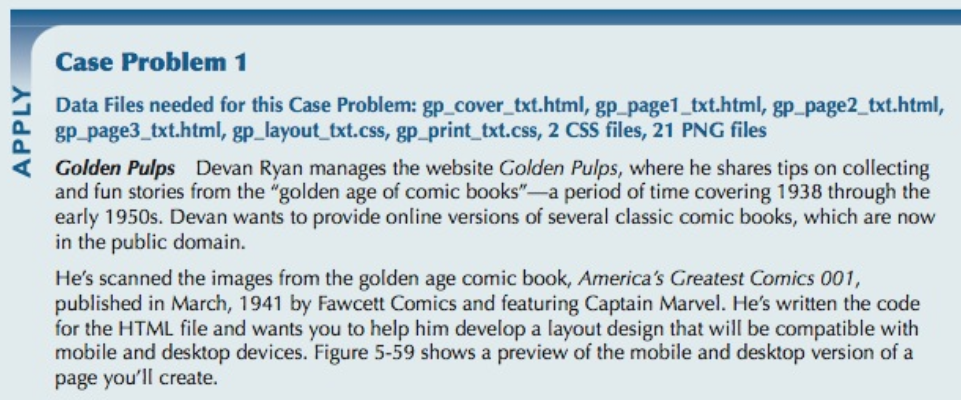 APPLY
Case Problem 1
Data Files needed for this Case Problem: gp_cover_txt.html, gp_page1_txt.html, gp_page2_txt.html,
gp_page3_txt.html, gp_layout_txt.css, gp_print_txt.css, 2 CSS files, 21 PNG files
Golden Pulps Devan Ryan manages the website Golden Pulps, where he shares tips on collecting
and fun stories from the “golden age of comic books”—a period of time covering 1938 through the
early 1950s. Devan wants to provide online versions of several classic comic books, which are now
in the public domain.
He’s scanned the images from the golden age comic book, America’s Greatest Comics 001,
published in March, 1941 by Fawcett Comics and featuring Captain Marvel. He’s written the code
for the HTML file and wants you to help him develop a layout design that will be compatible with
mobile and desktop devices. Figure 5-59 shows a preview of the mobile and desktop version of a
page you’ll create.